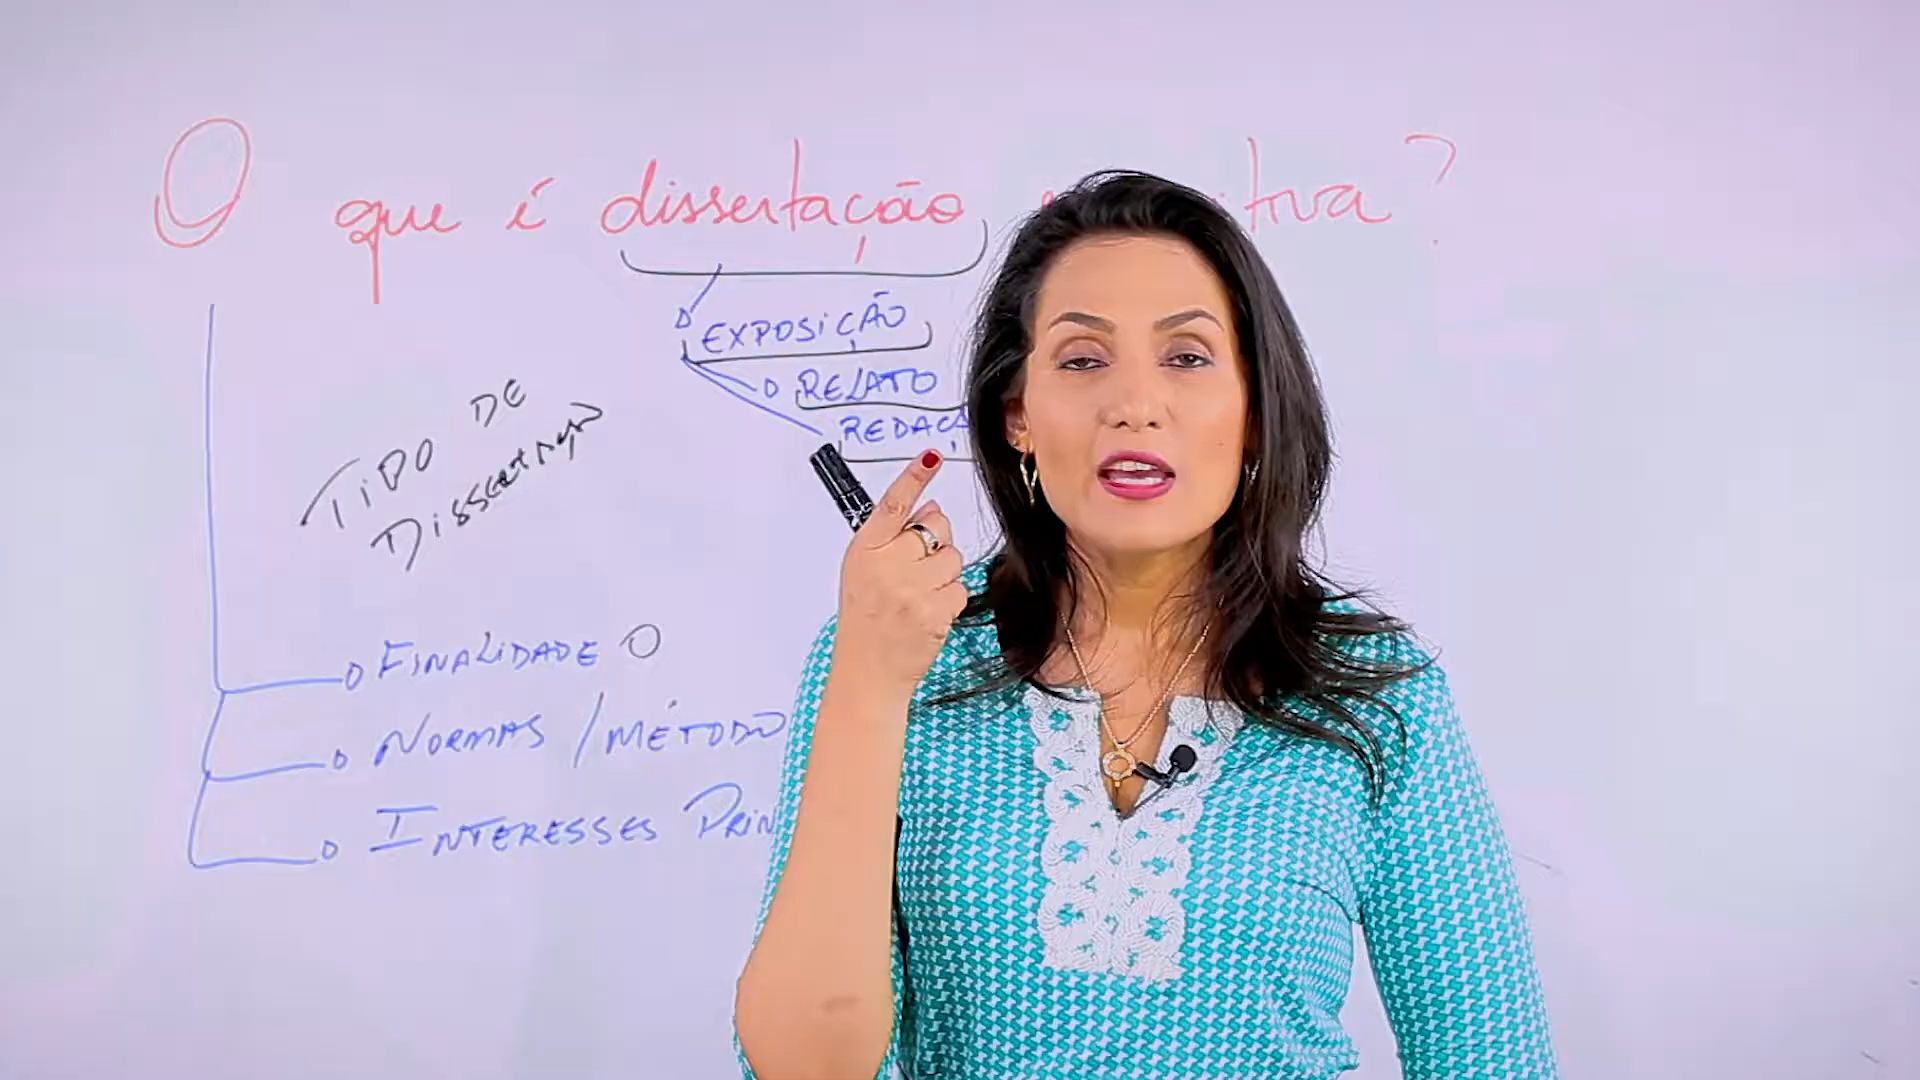 O que é dissertação
EXPOSIÇÃO
RELATO
TIPO DE
DISSERTAÇÃO
FINALIDADE
NORMAS / MÉTODO
INTERESSES